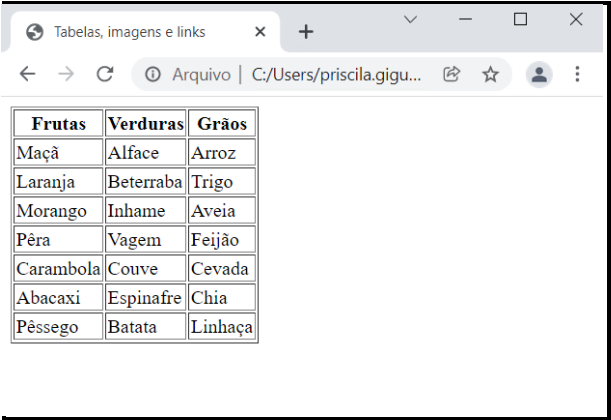 Tabelas, imagens e links
Arquivo | C:/Users/priscila.gigu...
Frutas Verduras Grãos
Maçã Alface Arroz
Laranja Beterraba Trigo
Morango Inhame Aveia
Pêra Vagem Feijão
Carambola Couve Cevada
Abacaxi Espinafre Chia
Pêssego Batata Linhaça